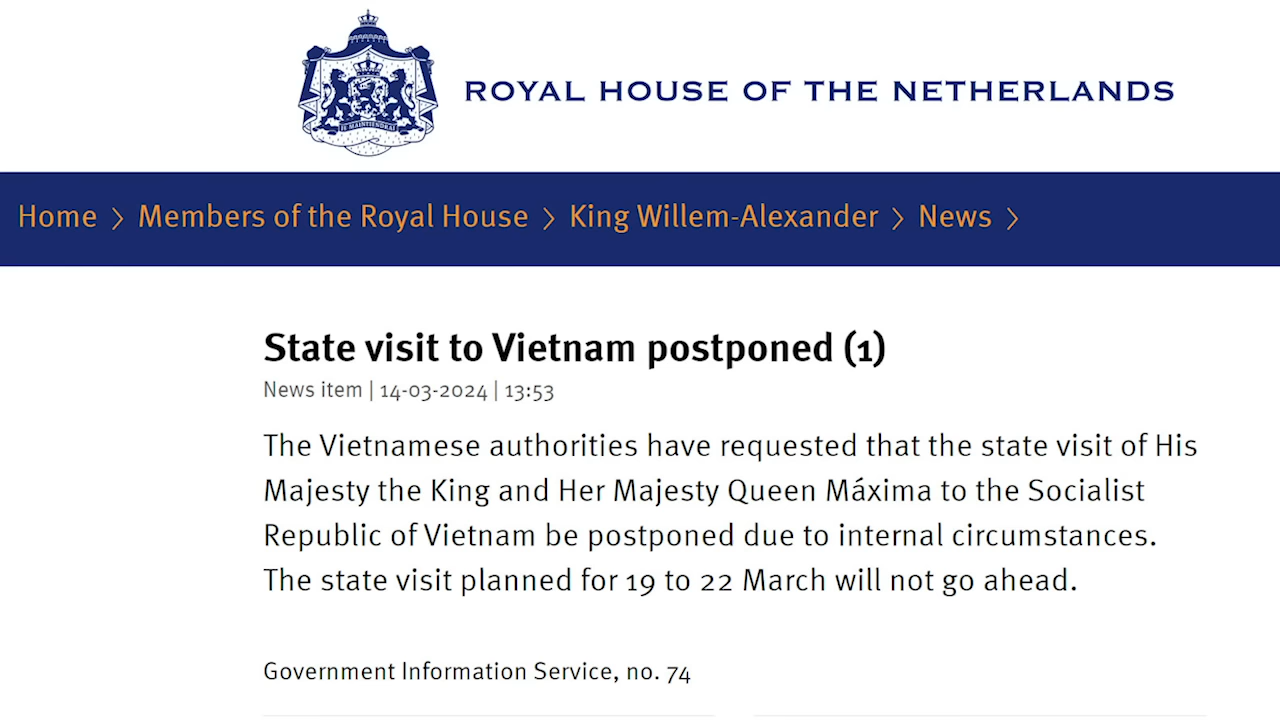 JE MAINTIENDRAI
ROYAL HOUSE OF THE NETHERLANDS
Home > Members of the Royal House > King Willem-Alexander > News >
State visit to Vietnam postponed (1)
News item | 14-03-2024 | 13:53
The Vietnamese authorities have requested that the state visit of His
Majesty the King and Her Majesty Queen Máxima to the Socialist
Republic of Vietnam be postponed due to internal circumstances.
The state visit planned for 19 to 22 March will not go ahead.
Government Information Service, no. 74